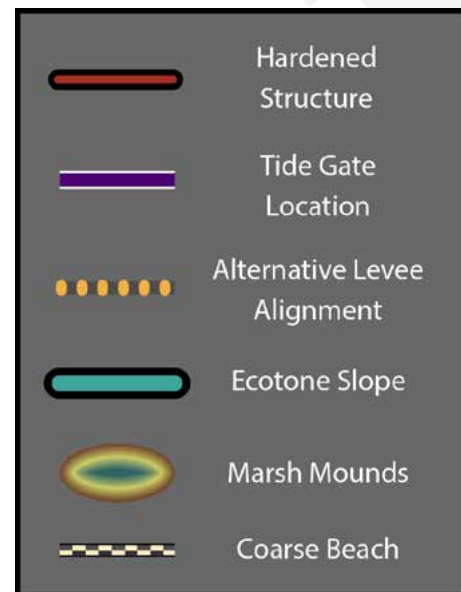 Hardened
Structure
Tide Gate
Location
Alternative Levee
Alignment
Ecotone Slope
Marsh Mounds
Coarse Beach